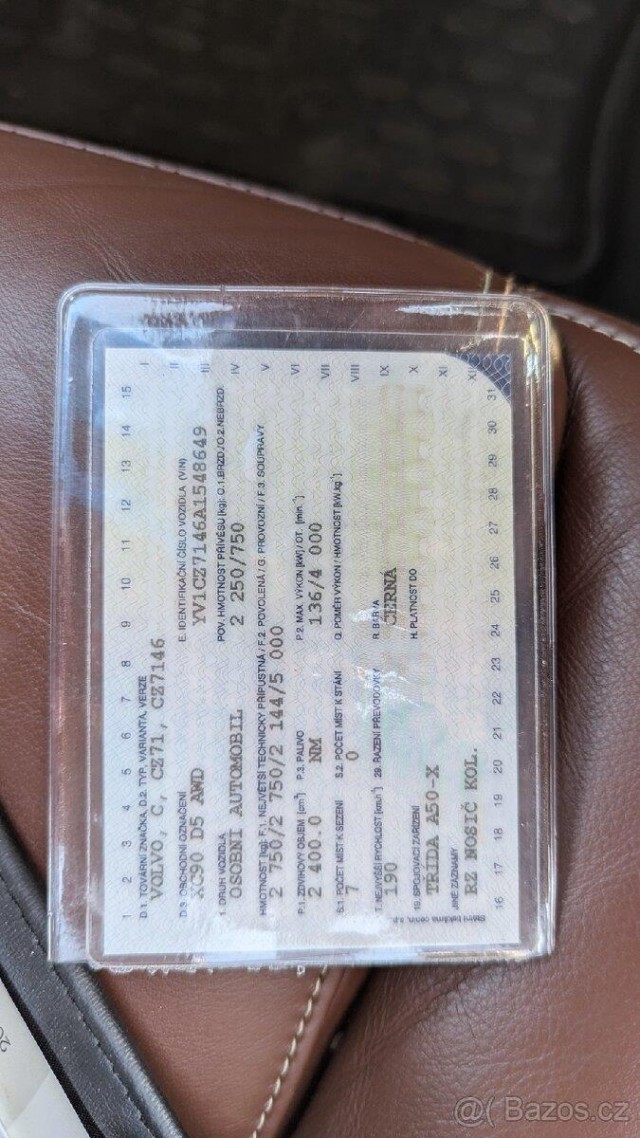 1 2 3 4 5 6 7 8 9 10 11 12 13 14 15
D.1. TOVÁRNÍ ZNAČKA, D.2. TYP, VARIANTA, VERZE I
VOLVO, C, CZ71, CZ7146 II
D.3. OBCHODNÍ OZNAČENÍ E. IDENTIFIKAČNÍ ČÍSLO VOZIDLA (VIN) III
XC90 D5 AWD YV1CZ7146A1548649
1. DRUH VOZIDLA POV. HMOTNOST PŘÍVĚSU [kg]: O.1.BRZD./O.2.NEBRZD. IV
OSOBNÍ AUTOMOBIL 2 250/750
HMOTNOST [kg]: F.1. NEJVĚTŠÍ TECHNICKY PŘÍPUSTNÁ / F.2. POVOLENÁ / G. PROVOZNÍ / F.3. SOUPRAVY V
2 750/2 750/2 144/5 000
P.1. ZDVIHOVÝ OBJEM [cm³] P.3. PALIVO P.2. MAX. VÝKON [kW] / OT. [min⁻¹] VI
2 400.0 NM 136/4 000 VII
S.1. POČET MÍST K SEZENÍ S.2. POČET MÍST K STÁNÍ Q. POMĚR VÝKON / HMOTNOST [kW.kg⁻¹]
7 0 VIII
T. NEJVYŠŠÍ RYCHLOST [km.h⁻¹] 29. ŘAZENÍ PŘEVODOVKY R. BARVA IX
190 ČERNÁ
19. SPOJOVACÍ ZAŘÍZENÍ H. PLATNOST DO X
TŘÍDA A50-X
JINÉ ZÁZNAMY XI
RZ NOSIČ KOL. XII
16 17 18 19 20 21 22 23 24 25 26 27 28 29 30 31
Bazos.cz